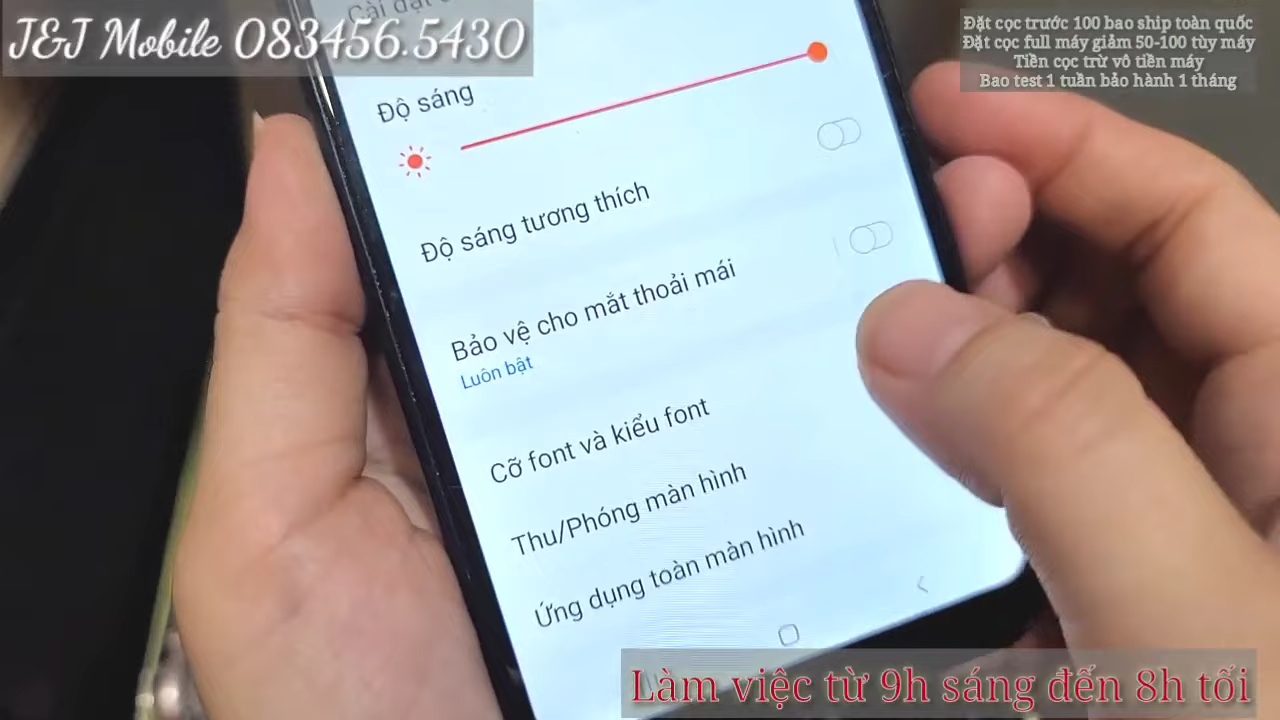 J&J Mobile 083456.5430
Đặt cọc trước 100 bao ship toàn quốc
Đặt cọc full máy giảm 50-100 tùy máy
Tiền cọc trừ vô tiền máy
Bao test 1 tuần bảo hành 1 tháng
Cài đặt
Độ sáng
Độ sáng tương thích
Bảo vệ cho mắt thoải mái
Luôn bật
Cỡ font và kiểu font
Thu/Phóng màn hình
Ứng dụng toàn màn hình
Làm việc từ 9h sáng đến 8h tối